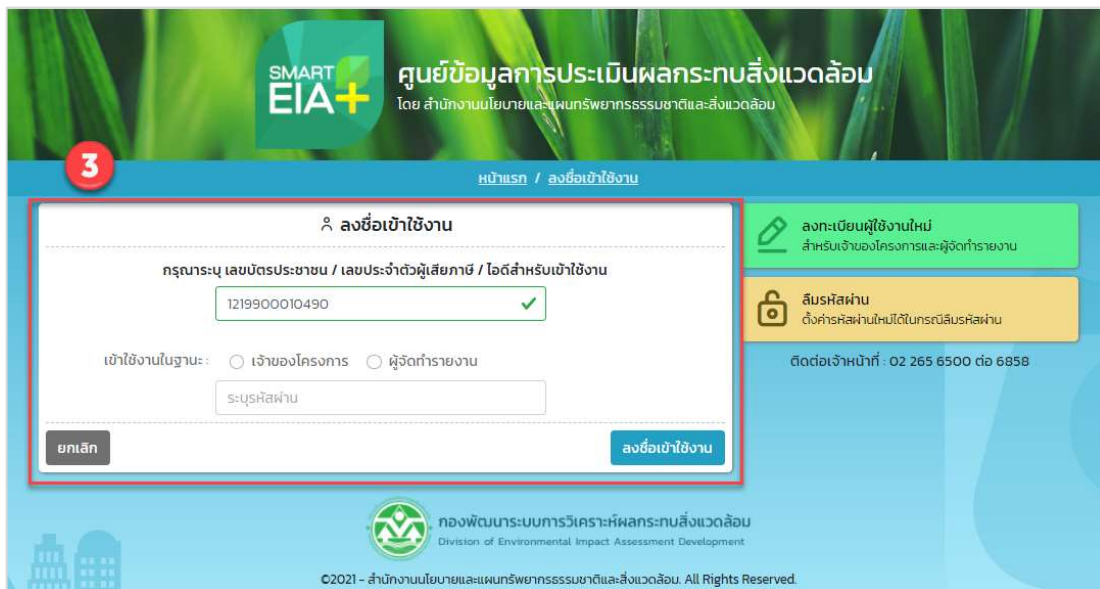 SMART
EIA+
ศูนย์ข้อมูลการประเมินผลกระทบสิ่งแวดล้อม
โดย สำนักงานนโยบายและแผนทรัพยากรธรรมชาติและสิ่งแวดล้อม
3
หน้าแรก / ลงชื่อเข้าใช้งาน
ลงชื่อเข้าใช้งาน
กรุณาระบุ เลขบัตรประชาชน / เลขประจำตัวผู้เสียภาษี / ไอดีสำหรับเข้าใช้งาน
1219900010490
เข้าใช้งานในฐานะ : เจ้าของโครงการ ผู้จัดทำรายงาน
ระบุรหัสผ่าน
ยกเลิก
ลงชื่อเข้าใช้งาน
ลงทะเบียนผู้ใช้งานใหม่
สำหรับเจ้าของโครงการและผู้จัดทำรายงาน
ลืมรหัสผ่าน
ตั้งค่ารหัสผ่านใหม่ได้ในกรณีลืมรหัสผ่าน
ติดต่อเจ้าหน้าที่ : 02 265 6500 ต่อ 6858
กองพัฒนาระบบการวิเคราะห์ผลกระทบสิ่งแวดล้อม
Division of Environmental Impact Assessment Development
©2021 - สำนักงานนโยบายและแผนทรัพยากรธรรมชาติและสิ่งแวดล้อม. All Rights Reserved.